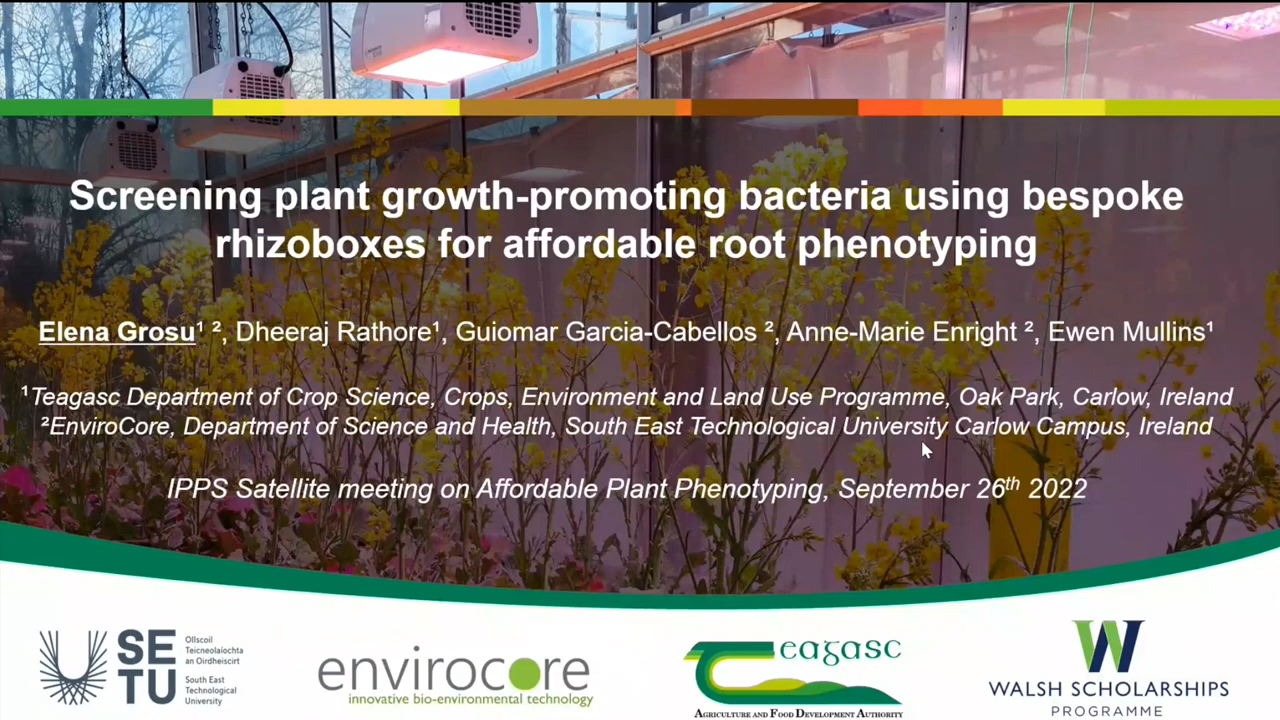 Screening plant growth-promoting bacteria using bespoke
rhizoboxes for affordable root phenotyping
Elena Grosu¹ ², Dheeraj Rathore¹, Guiomar Garcia-Cabellos ², Anne-Marie Enright ², Ewen Mullins¹
¹Teagasc Department of Crop Science, Crops, Environment and Land Use Programme, Oak Park, Carlow, Ireland
²EnviroCore, Department of Science and Health, South East Technological University Carlow Campus, Ireland
IPPS Satellite meeting on Affordable Plant Phenotyping, September 26th 2022
SE
TU
Ollscoil
Teicneolaíochta
an Oirdheiscirt
South East
Technological
University
envirocore
innovative bio-environmental technology
Teagasc
AGRICULTURE AND FOOD DEVELOPMENT AUTHORITY
W
WALSH SCHOLARSHIPS
PROGRAMME